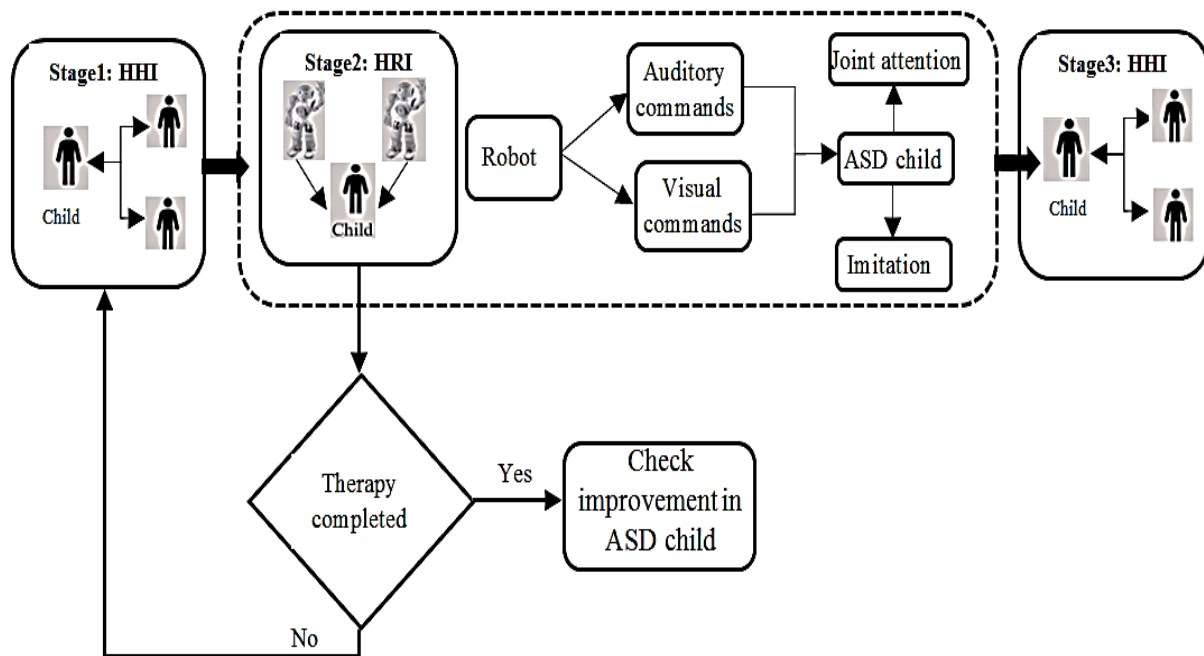 Stage1: HHI
Child
Stage2: HRI
Child
Robot
Auditory
commands
Visual
commands
Joint attention
ASD child
Imitation
Stage3: HHI
Child
Therapy
completed
Yes
Check
improvement in
ASD child
No